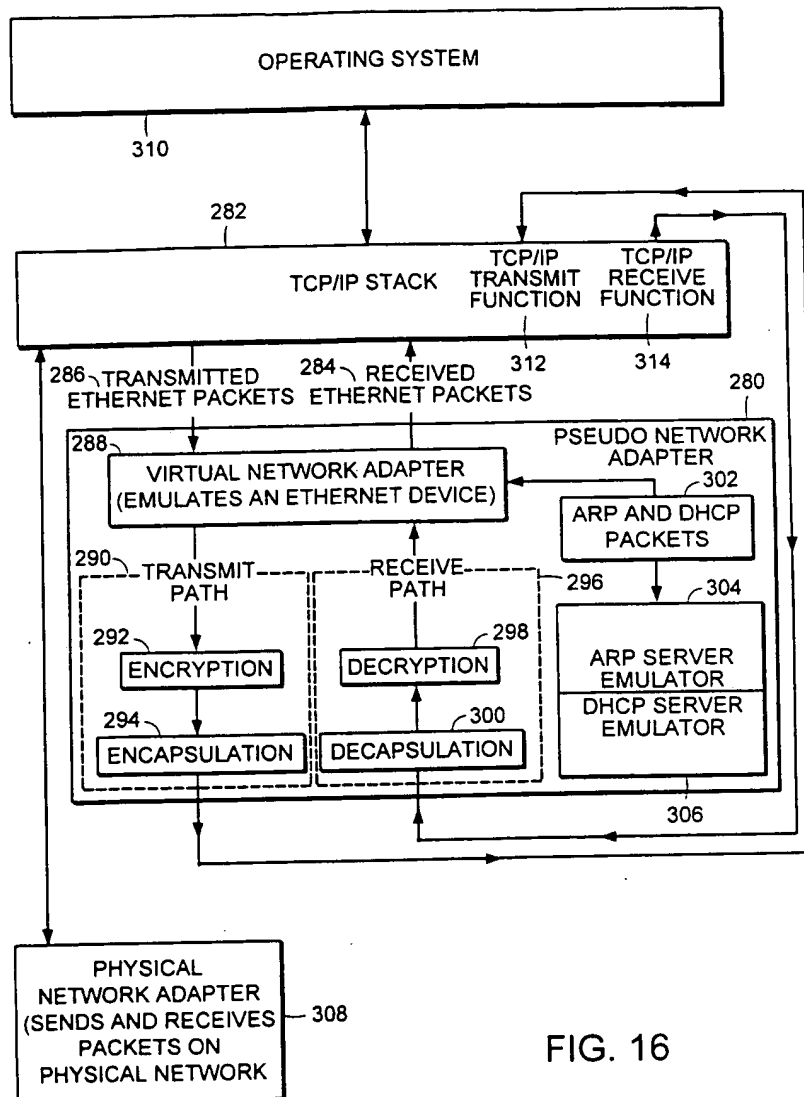 OPERATING SYSTEM
310
282
TCP/IP STACK
TCP/IP
TRANSMIT
FUNCTION
TCP/IP
RECEIVE
FUNCTION
312
314
286
TRANSMITTED
ETHERNET PACKETS
284
RECEIVED
ETHERNET PACKETS
280
PSEUDO NETWORK
ADAPTER
288
VIRTUAL NETWORK ADAPTER
(EMULATES AN ETHERNET DEVICE)
302
ARP AND DHCP
PACKETS
290
TRANSMIT
PATH
RECEIVE
PATH
296
304
292
ENCRYPTION
298
DECRYPTION
ARP SERVER
EMULATOR
DHCP SERVER
EMULATOR
294
ENCAPSULATION
300
DECAPSULATION
306
PHYSICAL
NETWORK ADAPTER
(SENDS AND RECEIVES
PACKETS ON
PHYSICAL NETWORK
308
FIG. 16